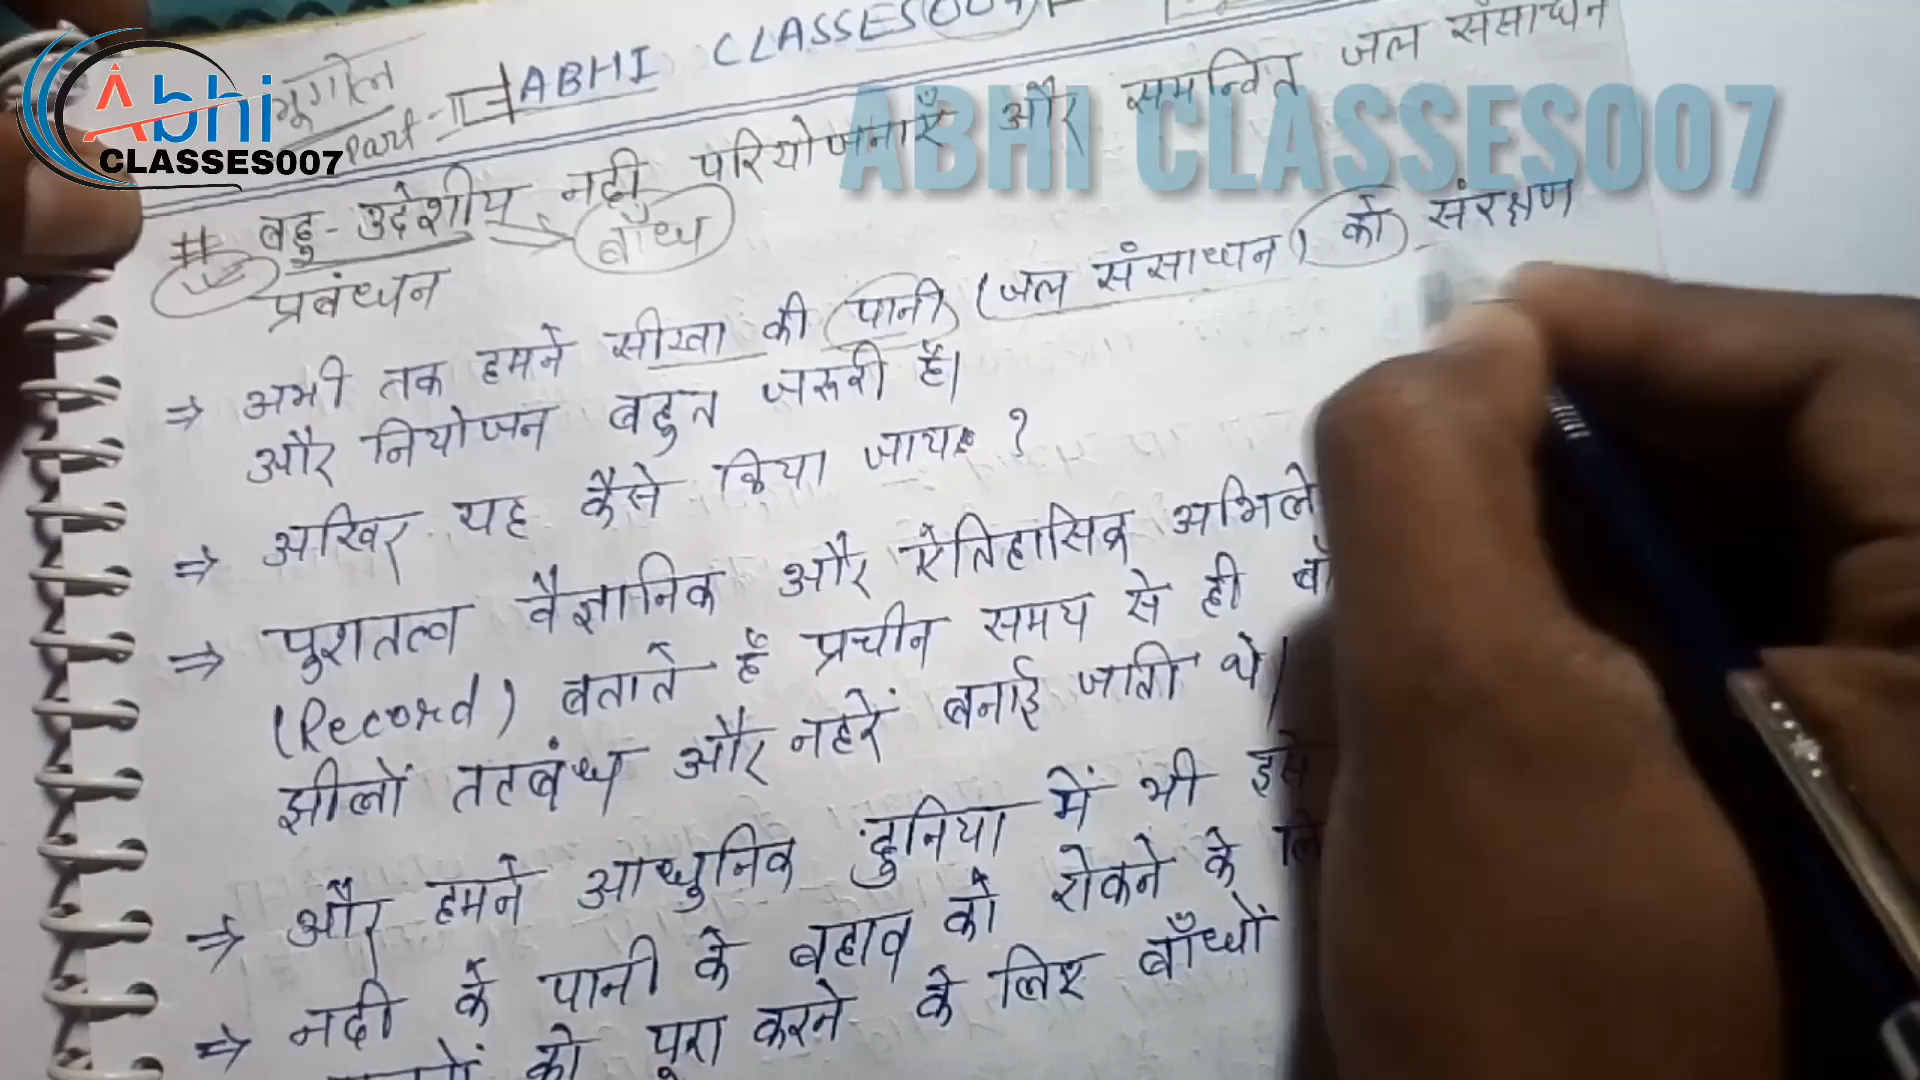 Abhi
CLASSES007
भूगोल
Part-II
ABHI CLASSES007
ABHI CLASSES007
# बहु-उदेशीय नदी परियोजनाएँ और समन्वित जल संसाधन
प्रबंधन
बाँध
⇒ अभी तक हमने सीखा की पानी (जल संसाधन) को संरक्षण
और नियोजन बहुत जरूरी है।
⇒ आखिर यह कैसे किया जाय ?
⇒ पुरातत्व वैज्ञानिक और ऐतिहासिक
(Record) बताते हैं प्रचीन समय से ही
झीलों तटबंध और नहरें बनाई जाती थे।
⇒ और हमने आधुनिक दुनिया में भी
⇒ नदी के पानी के बहाव को रोकने के
को पूरा करने के लिए बाँधों